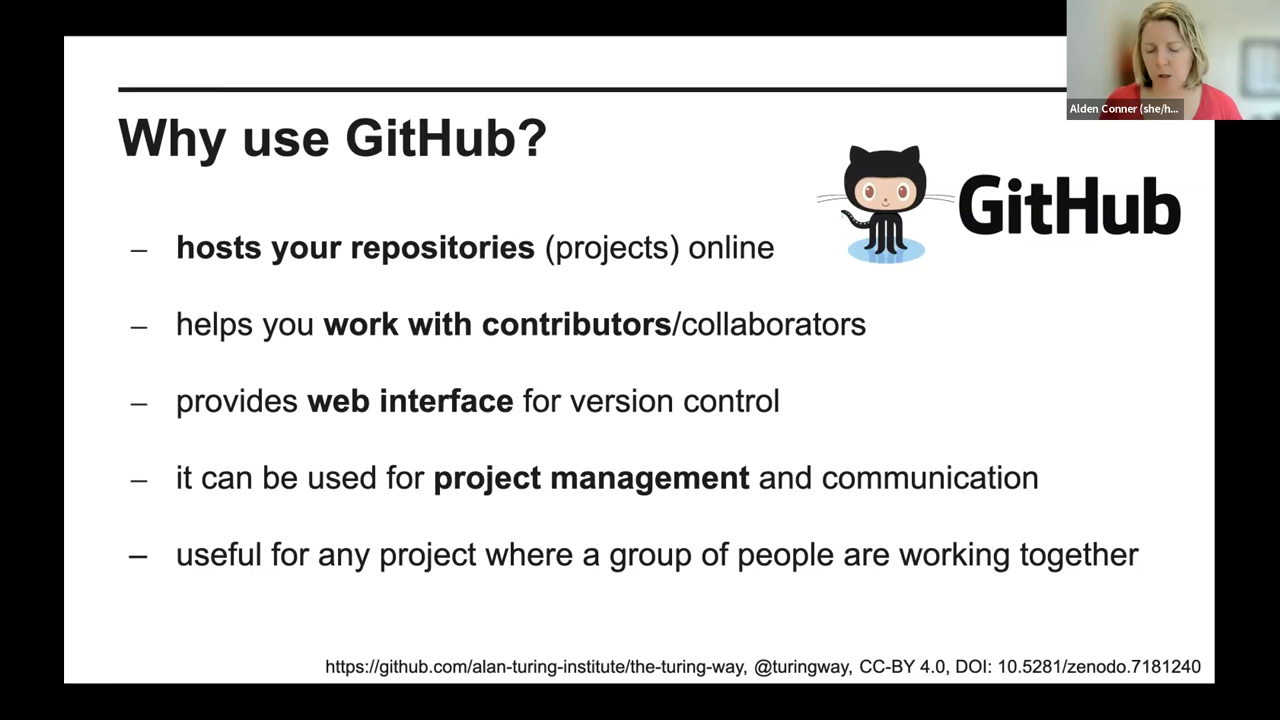 Alden Conner (she/h...
Why use GitHub?
GitHub
– hosts your repositories (projects) online
– helps you work with contributors/collaborators
– provides web interface for version control
– it can be used for project management and communication
– useful for any project where a group of people are working together
https://github.com/alan-turing-institute/the-turing-way, @turingway, CC-BY 4.0, DOI: 10.5281/zenodo.7181240